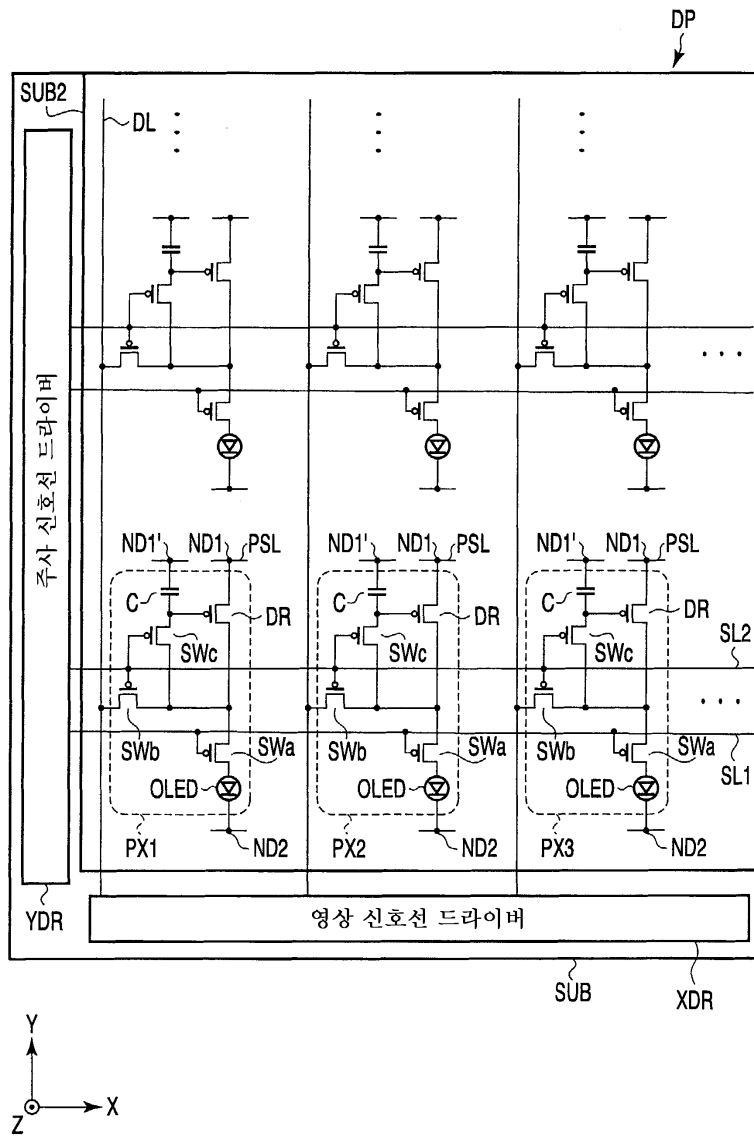 DP
SUB2
DL
주사 신호선 드라이버
ND1' ND1 PSL ND1' ND1 PSL ND1' ND1 PSL
C DR C DR C DR
SWc SWc SWc
SL2
SWb SWa SWb SWa SWb SWa
SL1
OLED OLED OLED
PX1 ND2 PX2 ND2 PX3 ND2
YDR
영상 신호선 드라이버
SUB XDR
Y
Z X